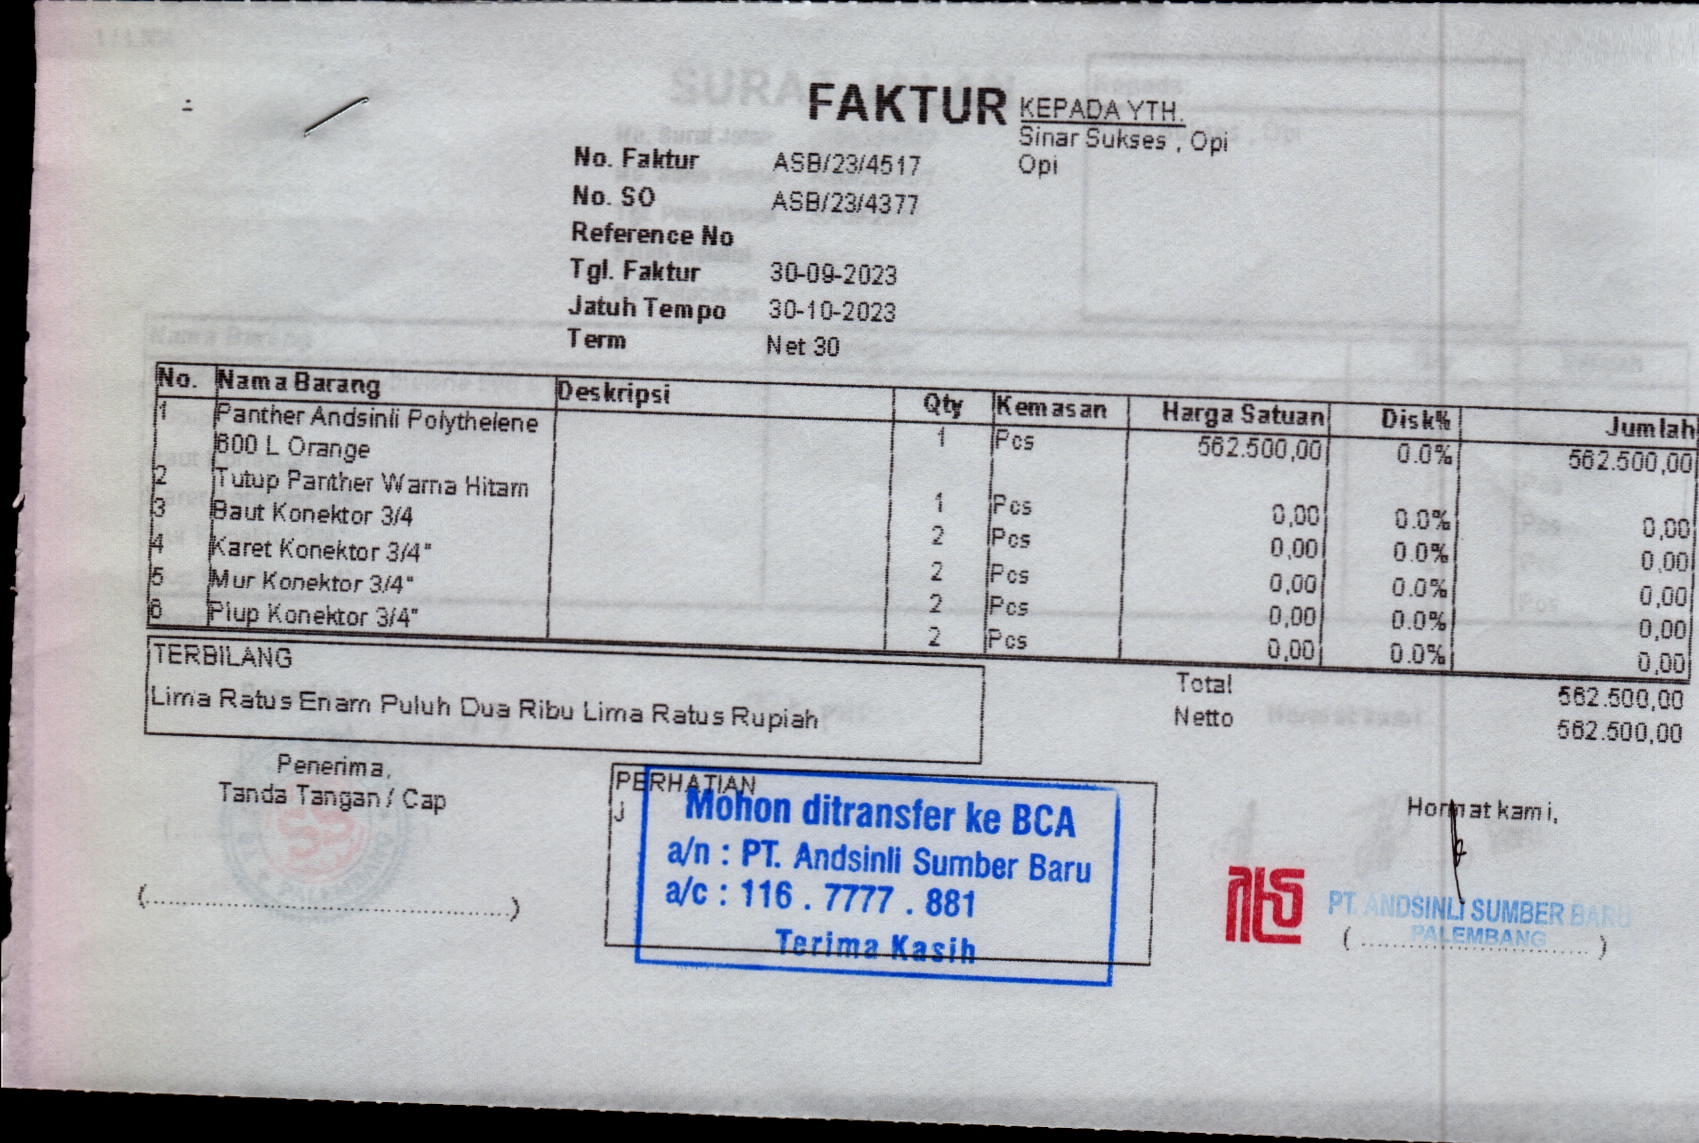 FAKTUR
KEPADA YTH.
Sinar Sukses , Opi
Opi
No. Faktur ASB/23/4517
No. SO ASB/23/4377
Reference No
Tgl. Faktur 30-09-2023
Jatuh Tempo 30-10-2023
Term Net 30
No. Nama Barang Deskripsi Qty Kemasan Harga Satuan Disk% Jumlah
1 Panther Andsinli Polythelene 1 Pcs 562.500,00 0.0% 562.500,00
600 L Orange
2 Tutup Panther Warna Hitam 1 Pcs 0,00 0.0% 0,00
3 Baut Konektor 3/4 2 Pcs 0,00 0.0% 0,00
4 Karet Konektor 3/4" 2 Pcs 0,00 0.0% 0,00
5 Mur Konektor 3/4" 2 Pcs 0,00 0.0% 0,00
6 Plup Konektor 3/4" 2 Pcs 0,00 0.0% 0,00
TERBILANG
Lima Ratus Enam Puluh Dua Ribu Lima Ratus Rupiah
Total 562.500,00
Netto 562.500,00
Penerima,
Tanda Tangan / Cap
(........................................)
PERHATIAN
J
Mohon ditransfer ke BCA
a/n : PT. Andsinli Sumber Baru
a/c : 116 . 7777 . 881
Terima Kasih
Hormat kami,
PT. ANDSINLI SUMBER BARU
PALEMBANG
(........................................)